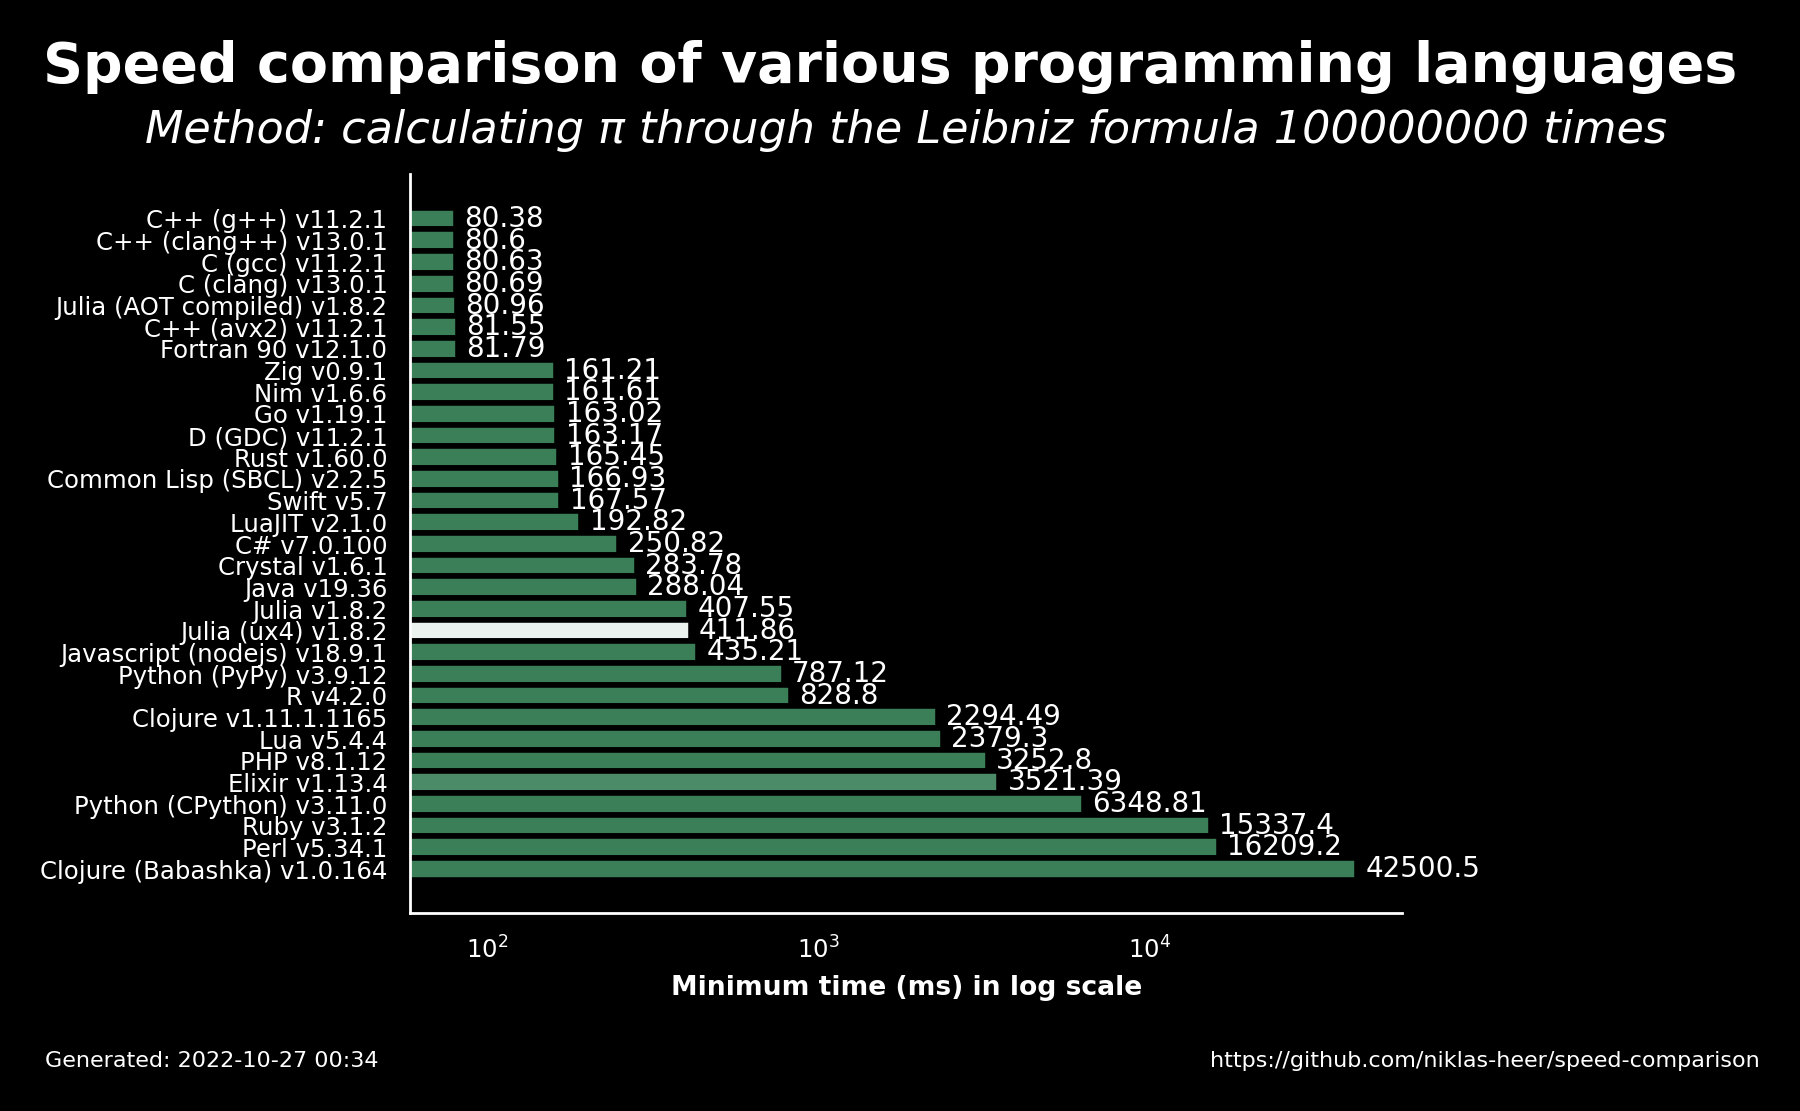 Speed comparison of various programming languages
Method: calculating π through the Leibniz formula 100000000 times
C++ (g++) v11.2.1 80.38
C++ (clang++) v13.0.1 80.6
C (gcc) v11.2.1 80.63
C (clang) v13.0.1 80.69
Julia (AOT compiled) v1.8.2 80.96
C++ (avx2) v11.2.1 81.55
Fortran 90 v12.1.0 81.79
Zig v0.9.1 161.21
Nim v1.6.6 161.61
Go v1.19.1 163.02
D (GDC) v11.2.1 163.17
Rust v1.60.0 165.45
Common Lisp (SBCL) v2.2.5 166.93
Swift v5.7 167.57
LuaJIT v2.1.0 192.82
C# v7.0.100 250.82
Crystal v1.6.1 283.78
Java v19.36 288.04
Julia v1.8.2 407.55
Julia (ux4) v1.8.2 411.86
Javascript (nodejs) v18.9.1 435.21
Python (PyPy) v3.9.12 787.12
R v4.2.0 828.8
Clojure v1.11.1.1165 2294.49
Lua v5.4.4 2379.3
PHP v8.1.12 3252.8
Elixir v1.13.4 3521.39
Python (CPython) v3.11.0 6348.81
Ruby v3.1.2 15337.4
Perl v5.34.1 16209.2
Clojure (Babashka) v1.0.164 42500.5
10² 10³ 10⁴
Minimum time (ms) in log scale
Generated: 2022-10-27 00:34 https://github.com/niklas-heer/speed-comparison